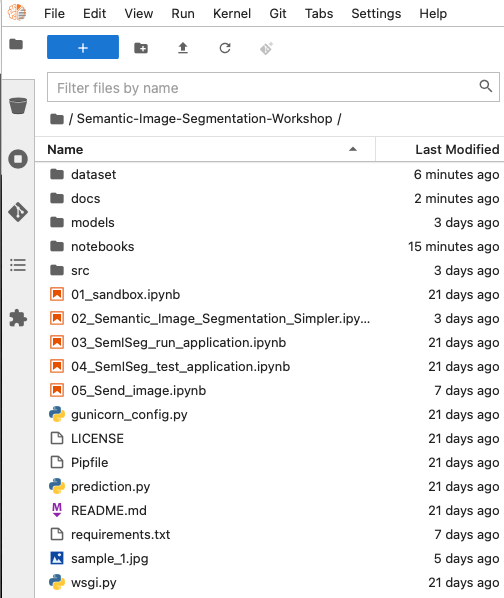 File Edit View Run Kernel Git Tabs Settings Help
+
Filter files by name
/ Semantic-Image-Segmentation-Workshop /
Name Last Modified
dataset 6 minutes ago
docs 2 minutes ago
models 3 days ago
notebooks 15 minutes ago
src 3 days ago
01_sandbox.ipynb 21 days ago
02_Semantic_Image_Segmentation_Simpler.ipy... 3 days ago
03_SemISeg_run_application.ipynb 21 days ago
04_SemISeg_test_application.ipynb 21 days ago
05_Send_image.ipynb 7 days ago
gunicorn_config.py 21 days ago
LICENSE 21 days ago
Pipfile 21 days ago
prediction.py 21 days ago
README.md 21 days ago
requirements.txt 7 days ago
sample_1.jpg 5 days ago
wsgi.py 21 days ago